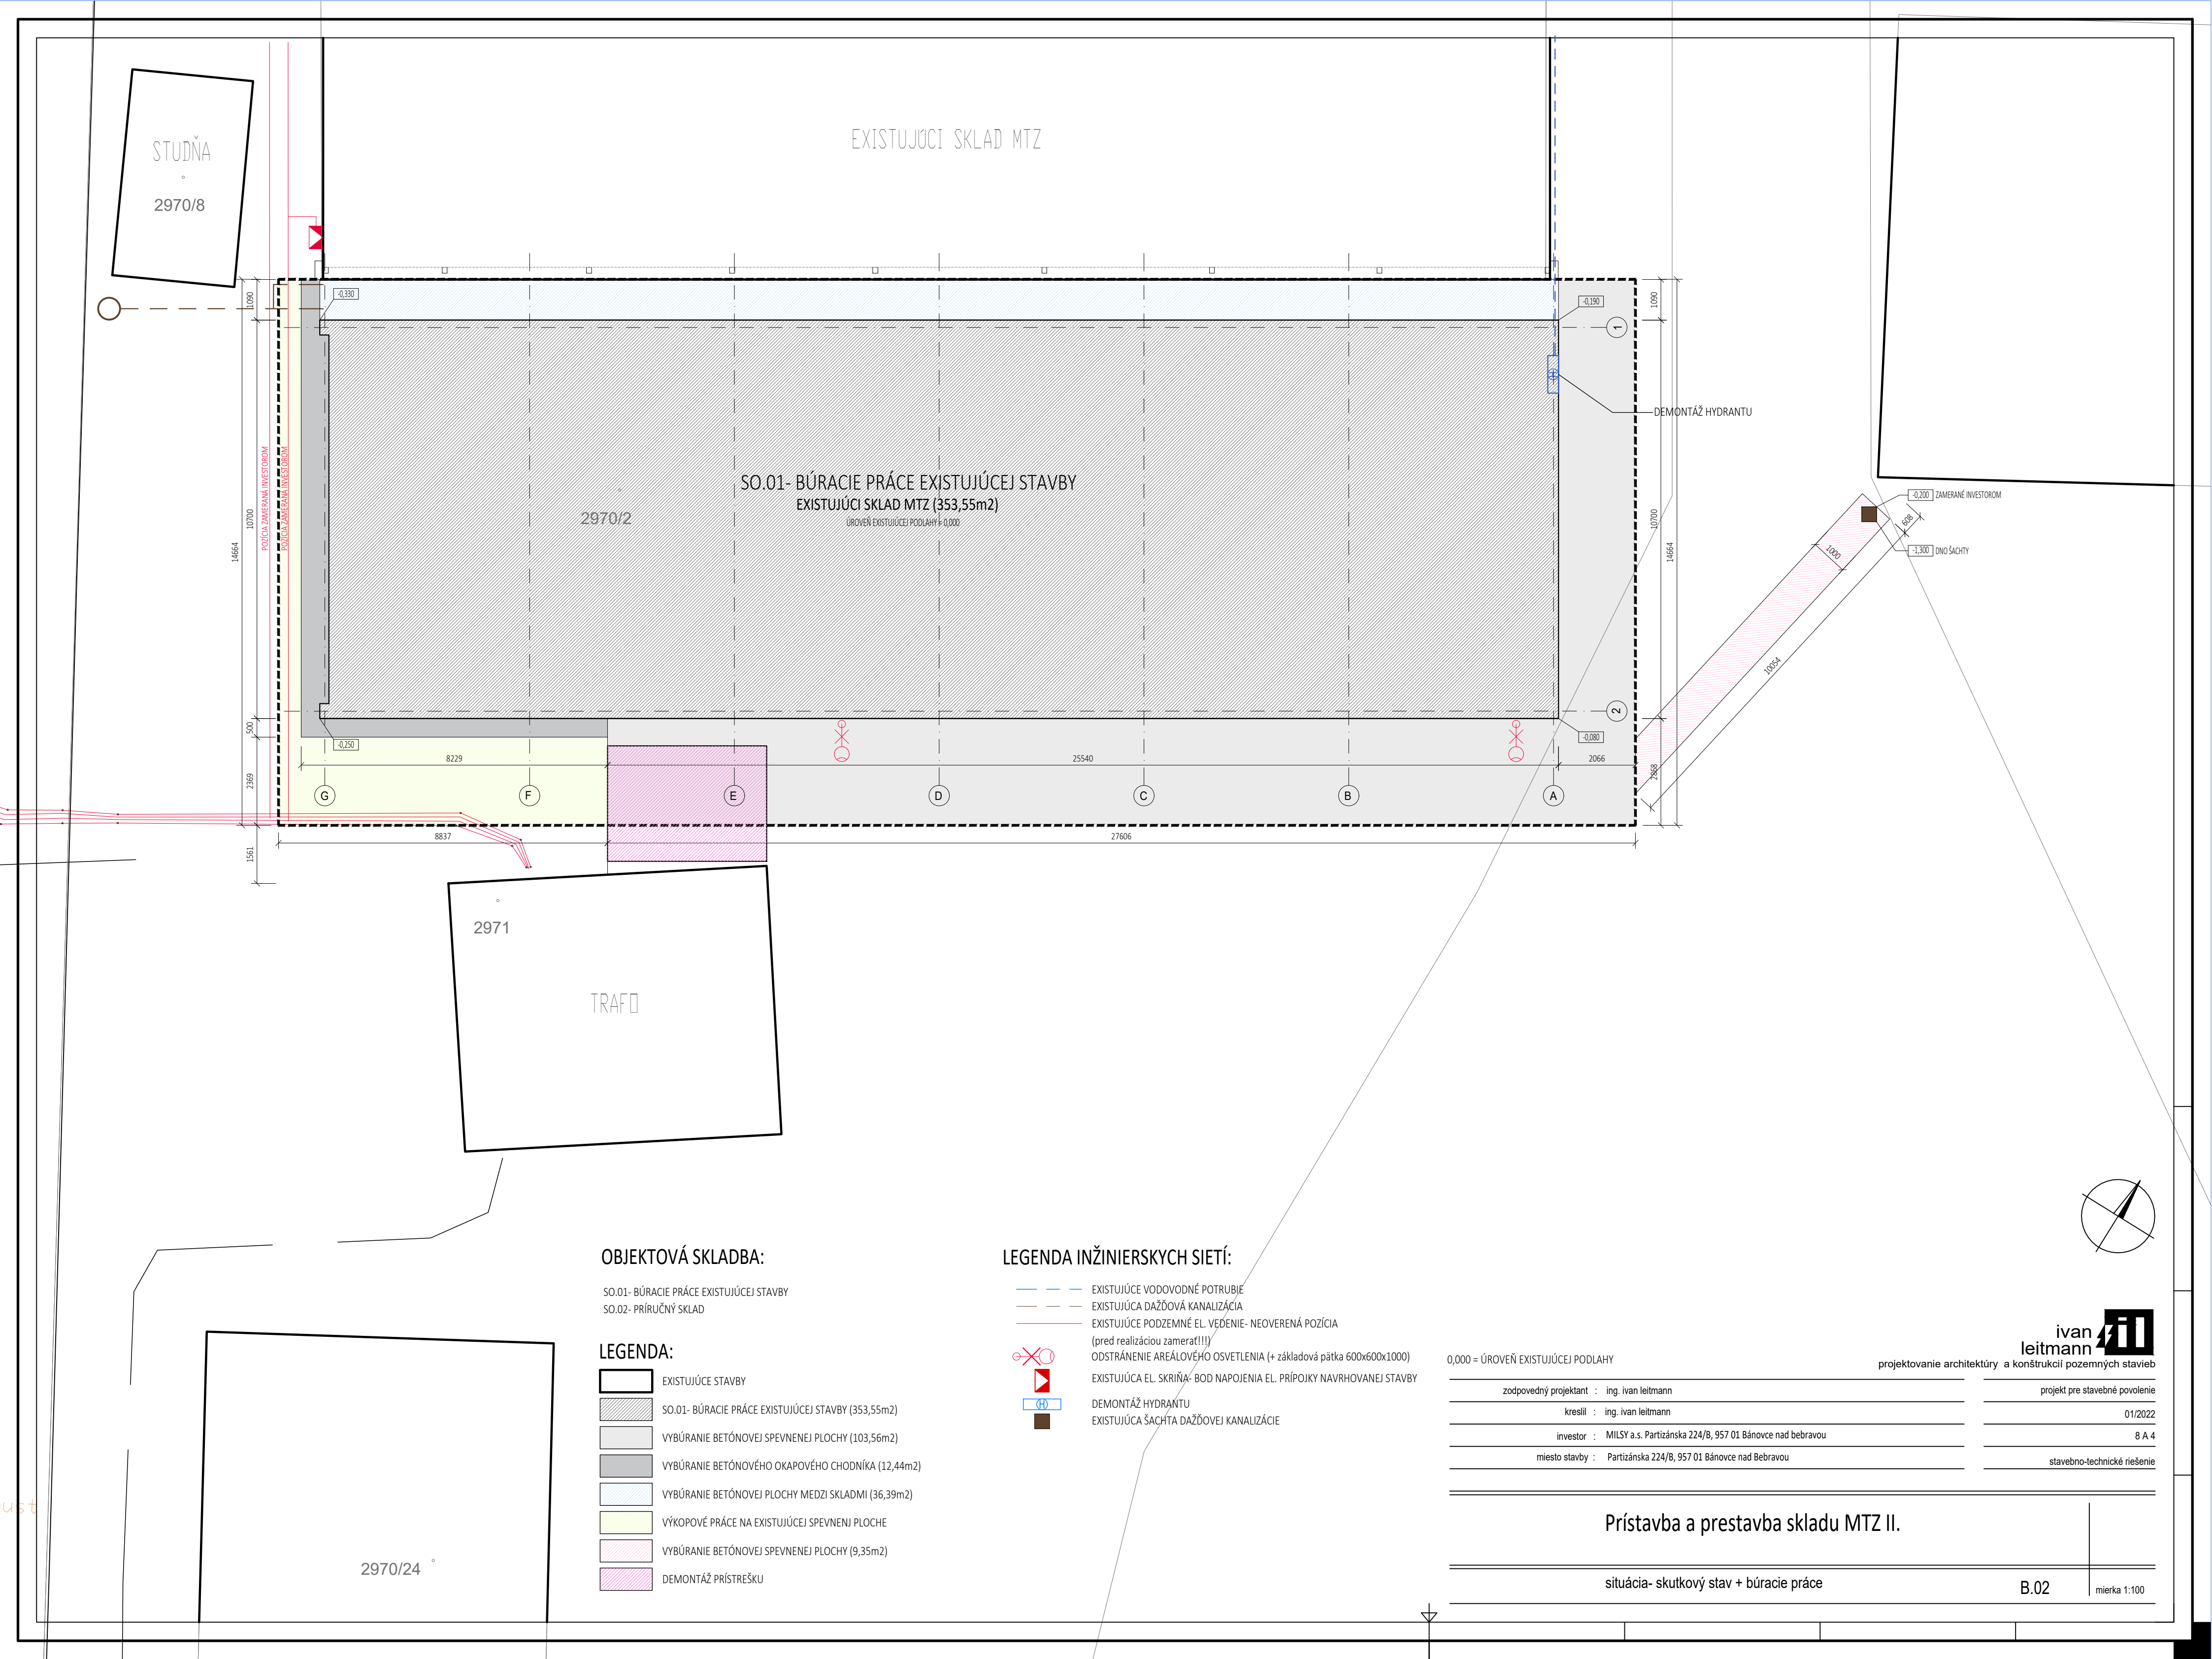 STUDŇA
2970/8
EXISTUJÚCI SKLAD MTZ
-0,330
-0,190
1090
1090
1
DEMONTÁŽ HYDRANTU
POZÍCIA ZAMERANÁ INVESTOROM
POZÍCIA ZAMERANÁ INVESTOROM
10700
14664
SO.01- BÚRACIE PRÁCE EXISTUJÚCEJ STAVBY
EXISTUJÚCI SKLAD MTZ (353,55m2)
ÚROVEŇ EXISTUJÚCEJ PODLAHY = 0,000
2970/2
10700
14664
-0,200 ZAMERANÉ INVESTOROM
608
-1,300 DNO ŠACHTY
1000
10054
2
500
-0,250
-0,080
8229
25540
2066
2369
2868
G
F
E
D
C
B
A
8837
27606
1561
2971
TRAFO
OBJEKTOVÁ SKLADBA:
SO.01- BÚRACIE PRÁCE EXISTUJÚCEJ STAVBY
SO.02- PRÍRUČNÝ SKLAD
LEGENDA:
EXISTUJÚCE STAVBY
SO.01- BÚRACIE PRÁCE EXISTUJÚCEJ STAVBY (353,55m2)
VYBÚRANIE BETÓNOVEJ SPEVNENEJ PLOCHY (103,56m2)
VYBÚRANIE BETÓNOVÉHO OKAPOVÉHO CHODNÍKA (12,44m2)
VYBÚRANIE BETÓNOVEJ PLOCHY MEDZI SKLADMI (36,39m2)
VÝKOPOVÉ PRÁCE NA EXISTUJÚCEJ SPEVNENJ PLOCHE
VYBÚRANIE BETÓNOVEJ SPEVNENEJ PLOCHY (9,35m2)
DEMONTÁŽ PRÍSTREŠKU
LEGENDA INŽINIERSKYCH SIETÍ:
EXISTUJÚCE VODOVODNÉ POTRUBIE
EXISTUJÚCA DAŽĎOVÁ KANALIZÁCIA
EXISTUJÚCE PODZEMNÉ EL. VEDENIE- NEOVERENÁ POZÍCIA
(pred realizáciou zamerať!!!)
ODSTRÁNENIE AREÁLOVÉHO OSVETLENIA (+ základová pätka 600x600x1000)
EXISTUJÚCA EL. SKRIŇA- BOD NAPOJENIA EL. PRÍPOJKY NAVRHOVANEJ STAVBY
H
DEMONTÁŽ HYDRANTU
EXISTUJÚCA ŠACHTA DAŽĎOVEJ KANALIZÁCIE
ust
2970/24
0,000 = ÚROVEŇ EXISTUJÚCEJ PODLAHY
ivan
leitmann
il
projektovanie architektúry a konštrukcií pozemných stavieb
zodpovedný projektant : ing. ivan leitmann
projekt pre stavebné povolenie
kreslil : ing. ivan leitmann
01/2022
investor : MILSY a.s. Partizánska 224/B, 957 01 Bánovce nad bebravou
8 A 4
miesto stavby : Partizánska 224/B, 957 01 Bánovce nad Bebravou
stavebno-technické riešenie
Prístavba a prestavba skladu MTZ II.
situácia- skutkový stav + búracie práce
B.02
mierka 1:100